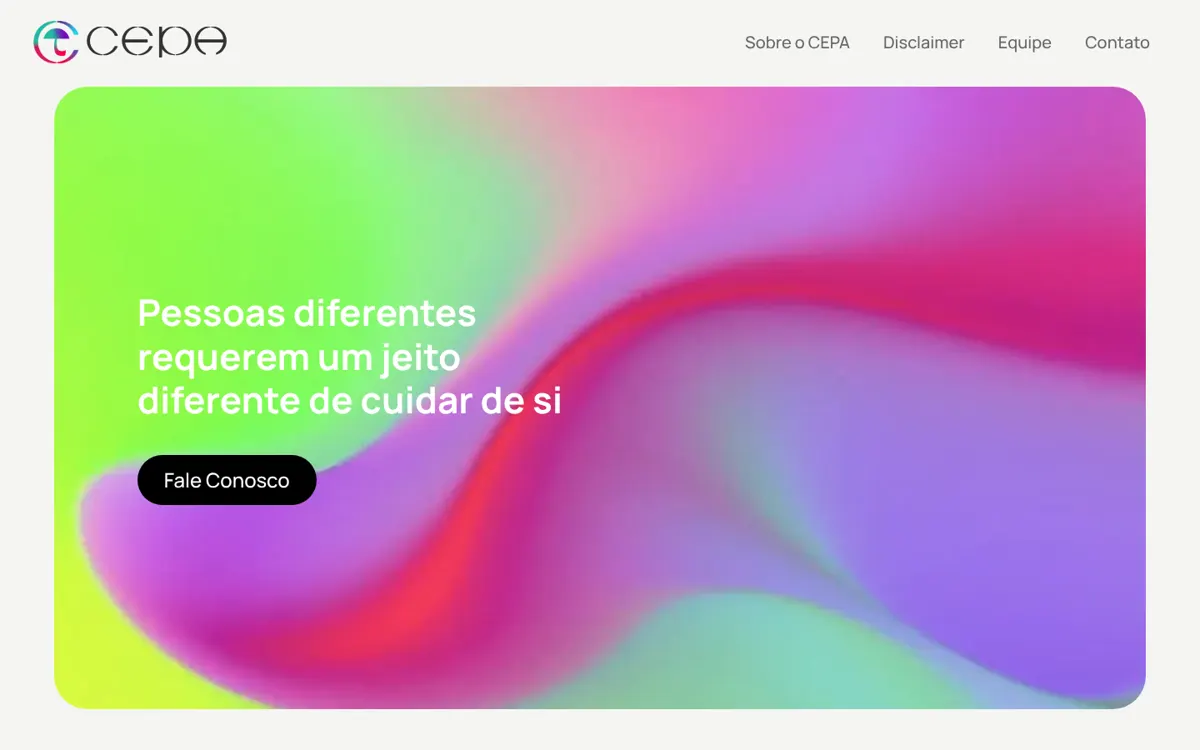 CEPA
Sobre o CEPA
Disclaimer
Equipe
Contato
Pessoas diferentes
requerem um jeito
diferente de cuidar de si
Fale Conosco